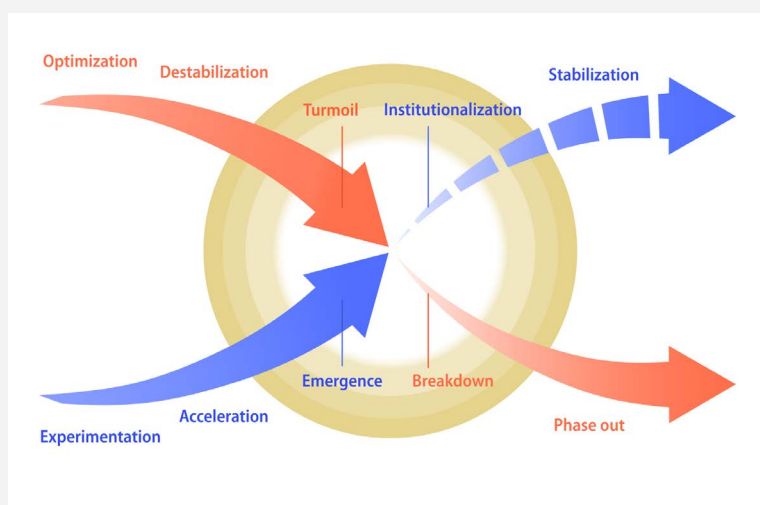 Optimization
Destabilization
Stabilization
Turmoil
Institutionalization
Emergence
Breakdown
Acceleration
Experimentation
Phase out